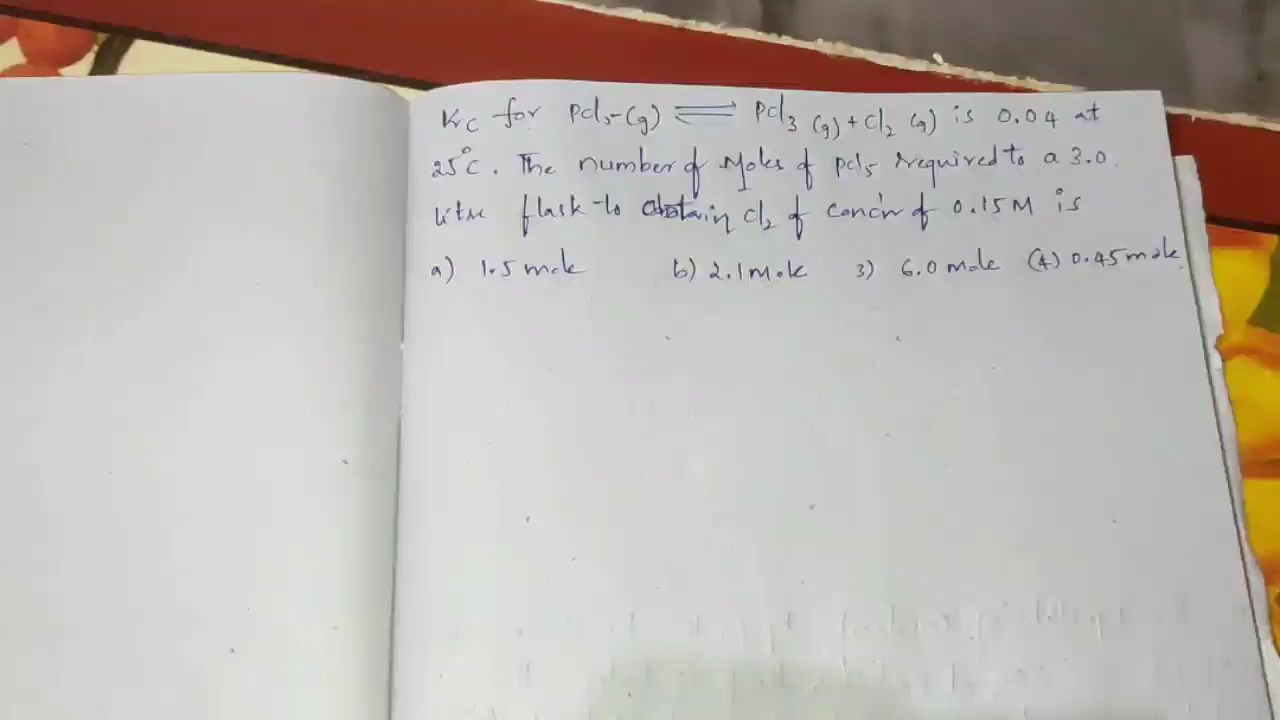 Kc for pcl5(g) ⇌ pcl3 (g) + cl2 (g) is 0.04 at
25°C. The number of Moles of pcl5 required to a 3.0
litre flask to obtain cl2 of conc'n of 0.15M is
a) 1.5 mole b) 2.1 Mole 3) 6.0 mole (4) 0.45 mole